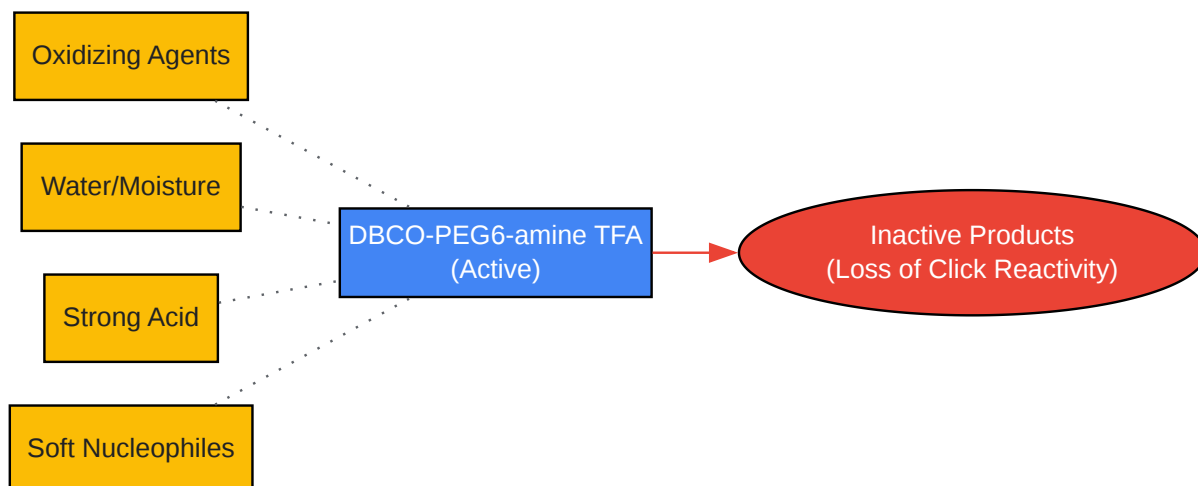 Oxidizing Agents
Water/Moisture
Strong Acid
Soft Nucleophiles
DBCO-PEG6-amine TFA
(Active)
Inactive Products
(Loss of Click Reactivity)